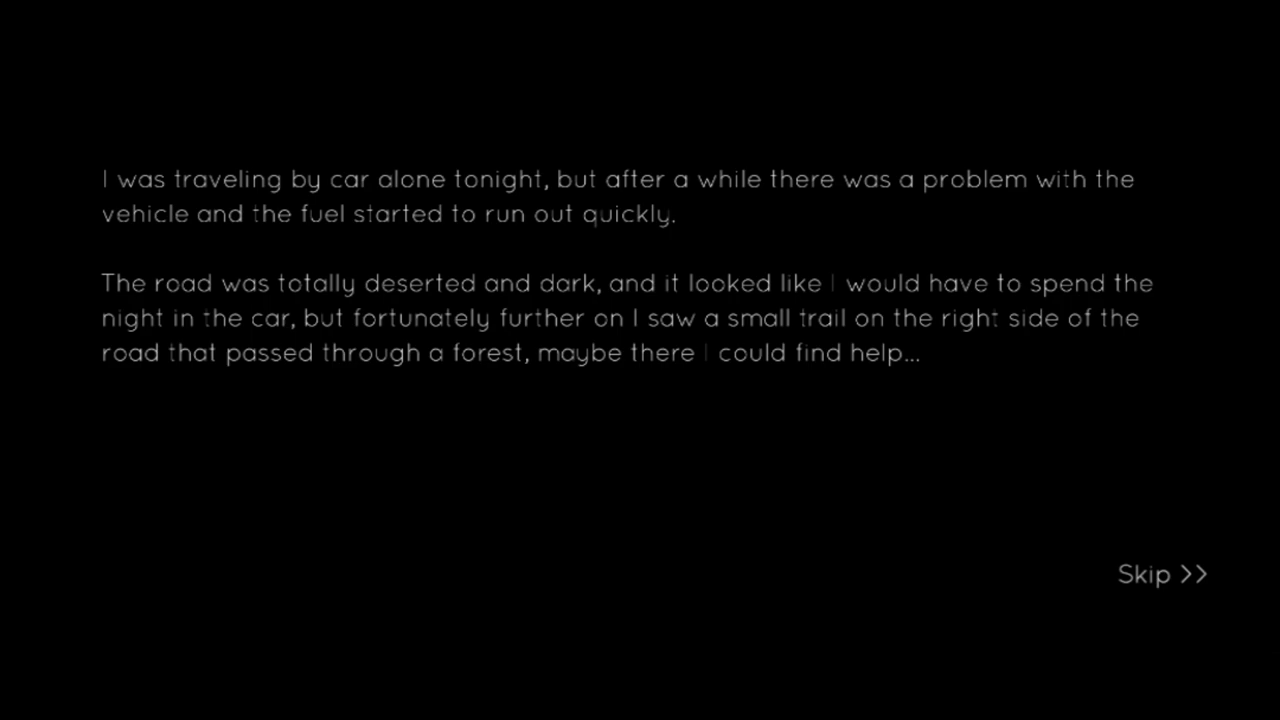 I was traveling by car alone tonight, but after a while there was a problem with the
vehicle and the fuel started to run out quickly.
The road was totally deserted and dark, and it looked like I would have to spend the
night in the car, but fortunately further on I saw a small trail on the right side of the
road that passed through a forest, maybe there I could find help...
Skip >>